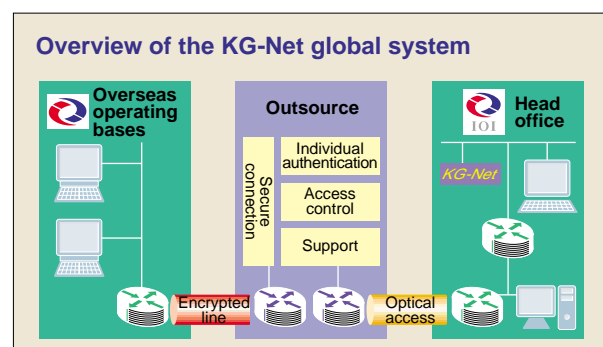 Overview of the KG-Net global system
Overseas
operating
bases
Outsource
Secure
connection
Individual
authentication
Access
control
Support
IOI
Head
office
KG-Net
Encrypted
line
Optical
access